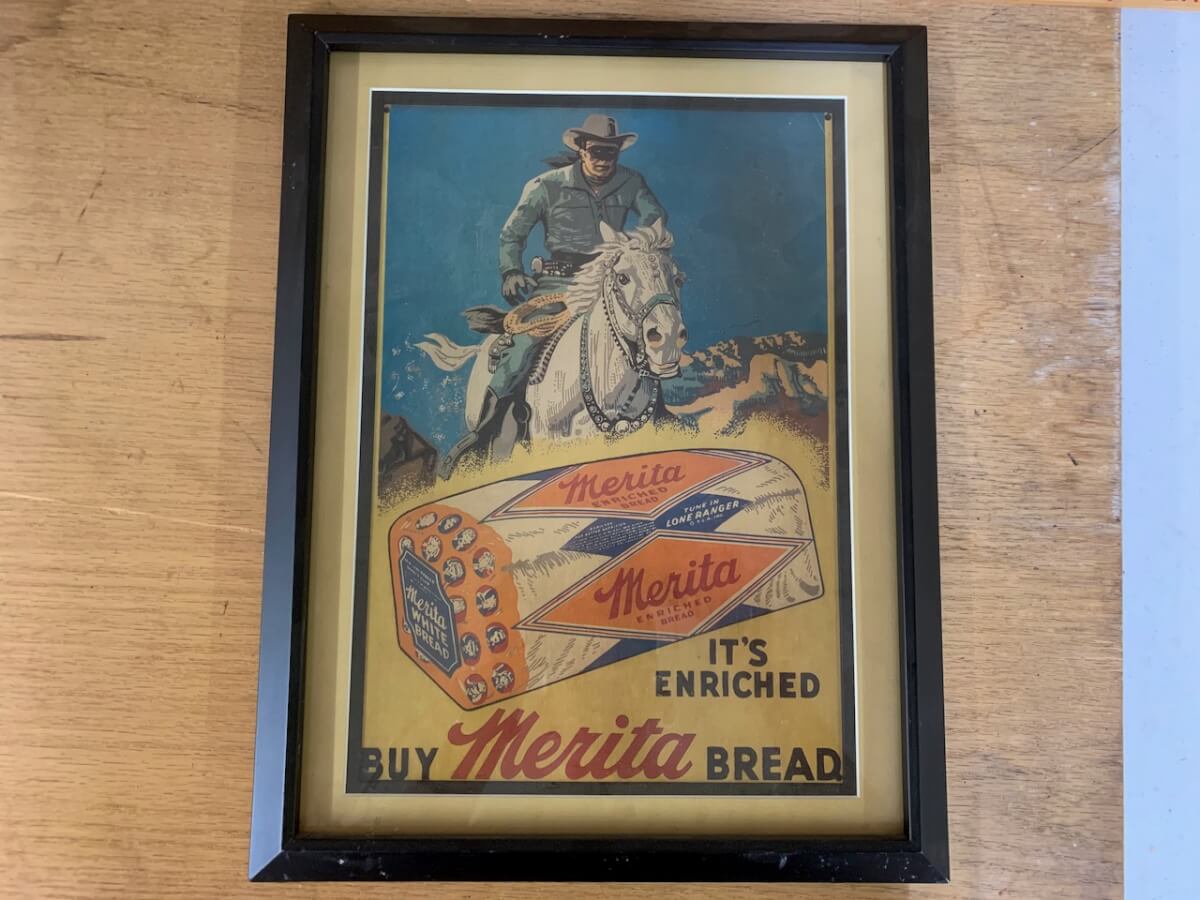 Merita
ENRICHED
BREAD
TUNE IN
LONE RANGER
Merita
ENRICHED
BREAD
Merita
WHITE
BREAD
IT'S
ENRICHED
BUY Merita BREAD